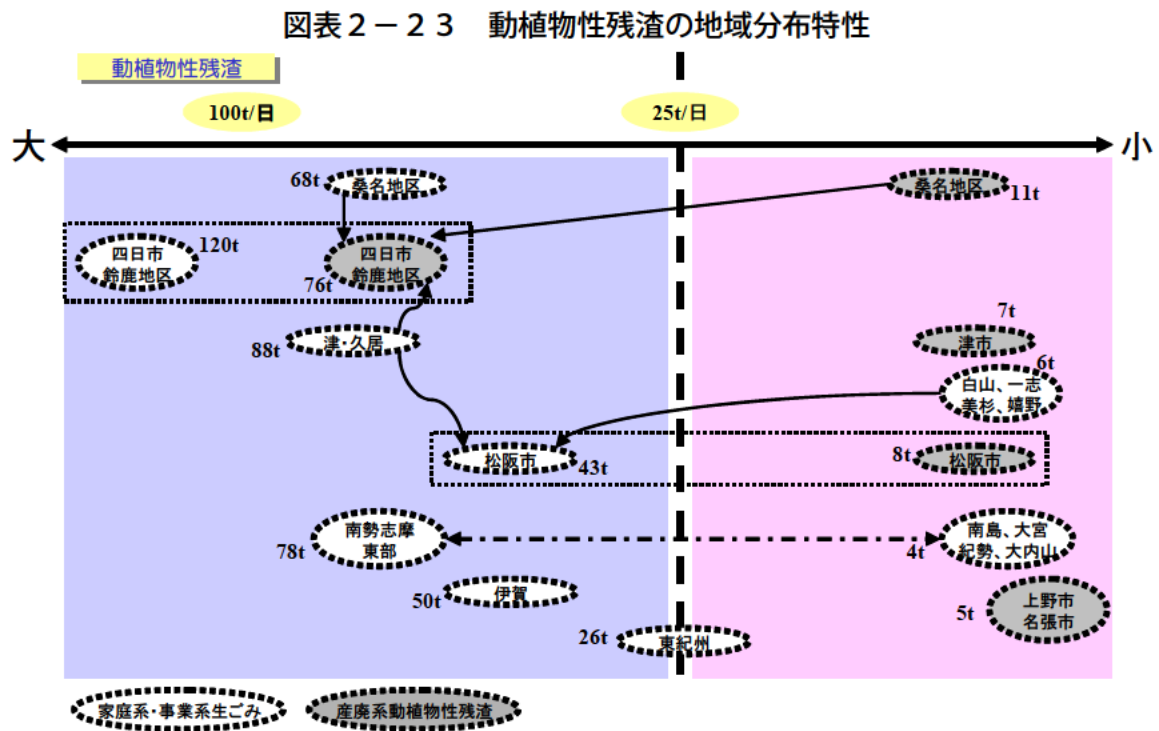 図表２－２３　動植物性残渣の地域分布特性
動植物性残渣
100t/日
25t/日
大
小
68t
桑名地区
桑名地区
11t
四日市
鈴鹿地区
120t
四日市
鈴鹿地区
76t
7t
津・久居
88t
津市
6t
白山、一志
美杉、嬉野
松阪市
43t
8t
松阪市
南勢志摩
東部
78t
南島、大宮
紀勢、大内山
4t
伊賀
50t
上野市
名張市
5t
26t
東紀州
家庭系・事業系生ごみ
産廃系動植物性残渣